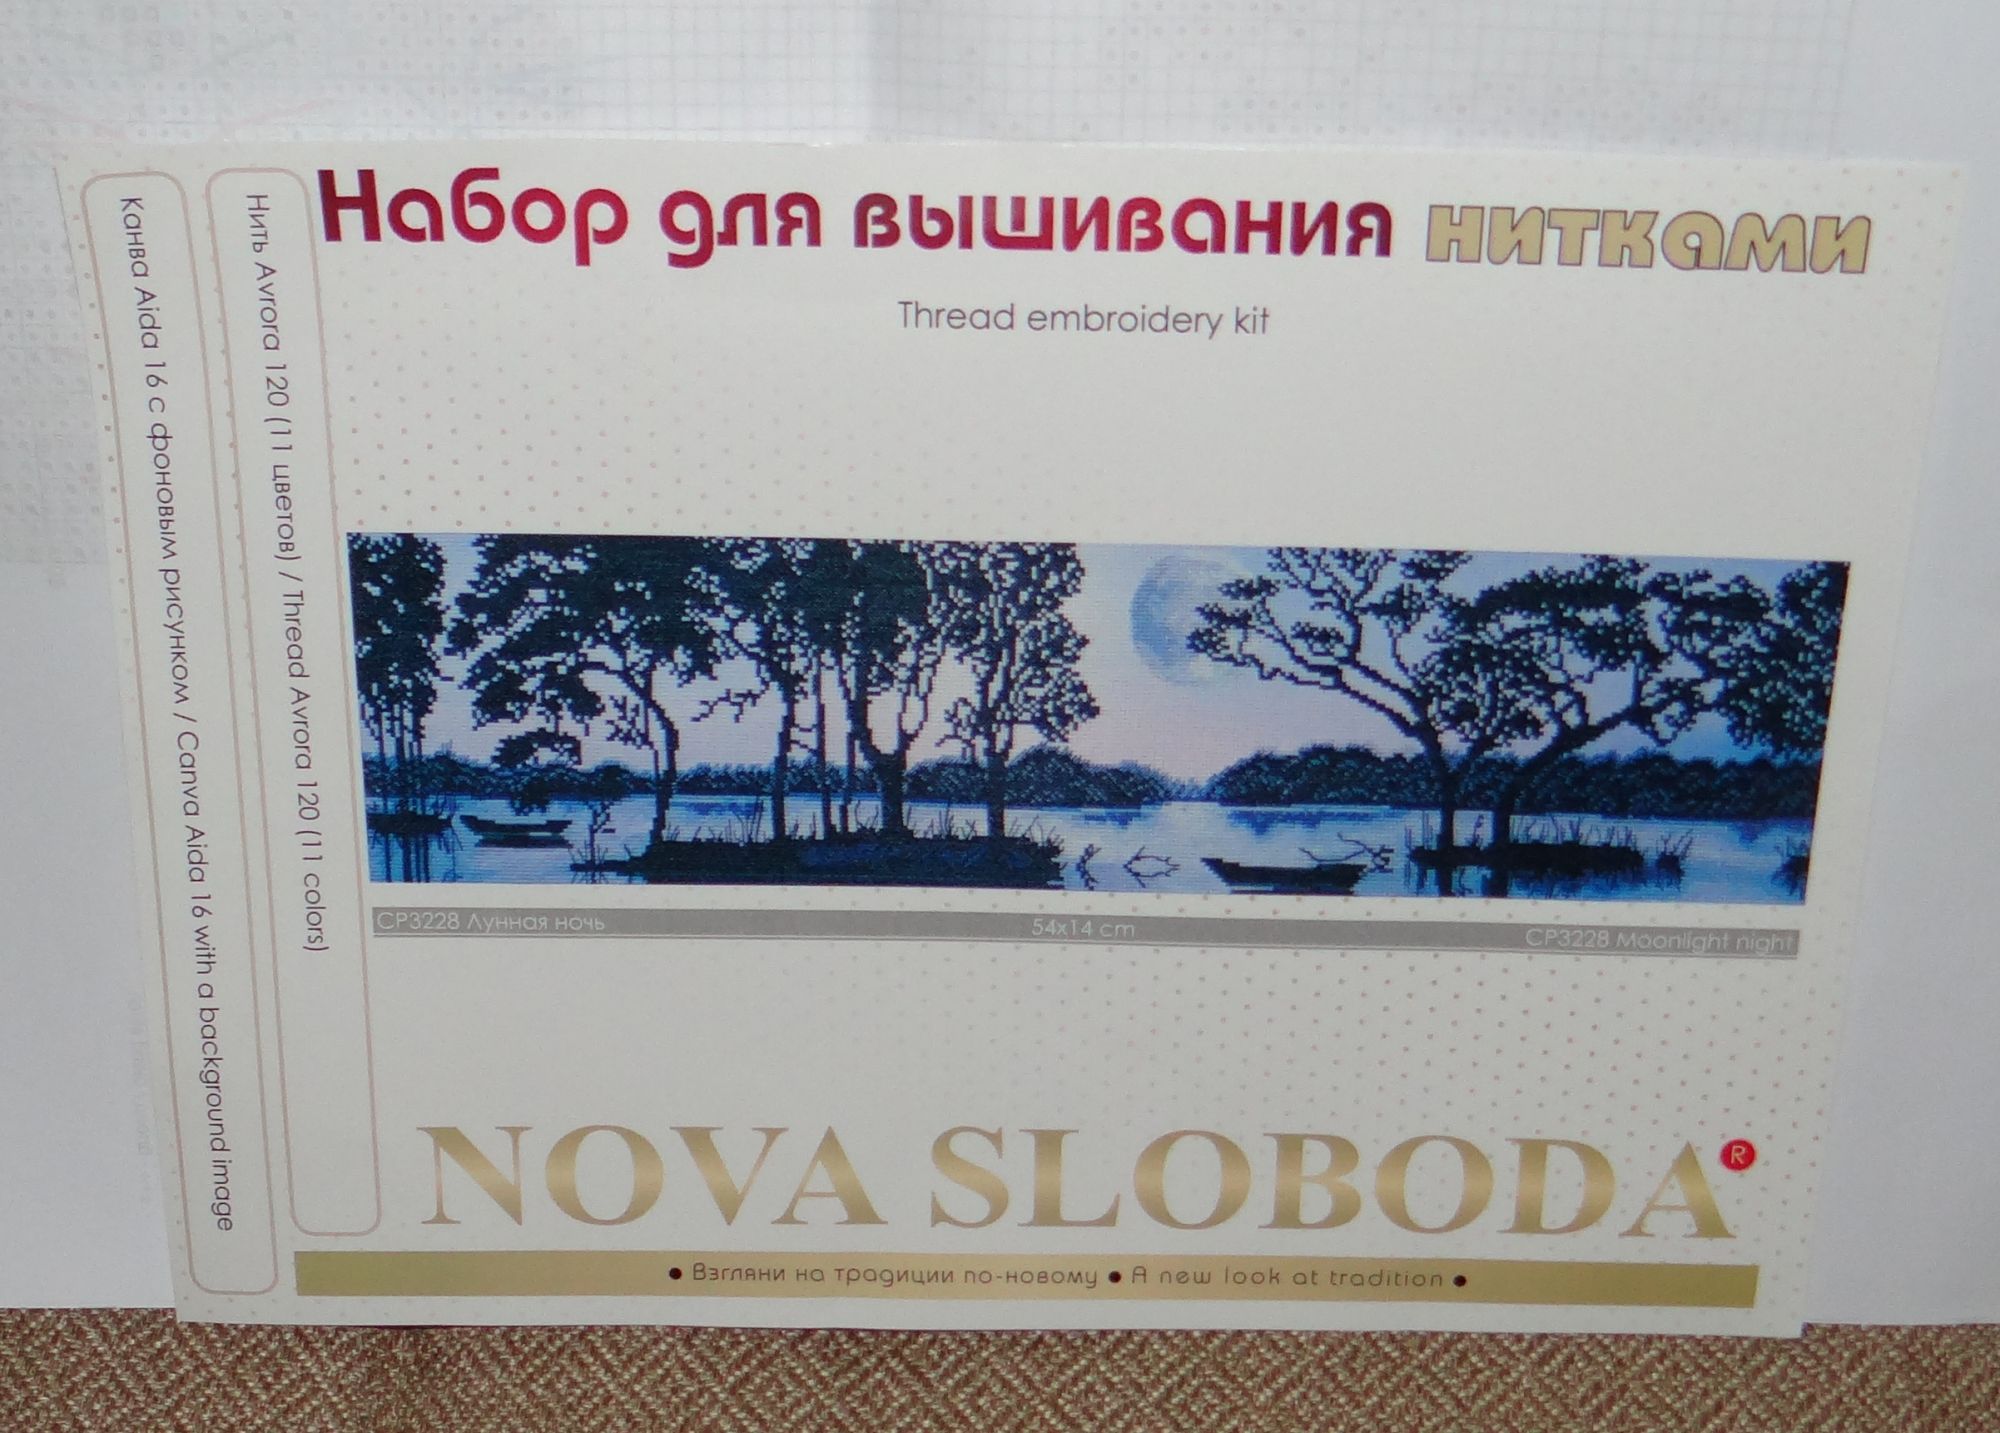 Набор для вышивания нитками
Thread embroidery kit
Нить Avrora 120 (11 цветов) / Thread Avrora 120 (11 colors)
Канва Aida 16 с фоновым рисунком / Canva Aida 16 with a background image
СР3228 Лунная ночь 54x14 cm CP3228 Moonlight night
NOVA SLOBODA ®
• Взгляни на традиции по-новому • A new look at tradition •